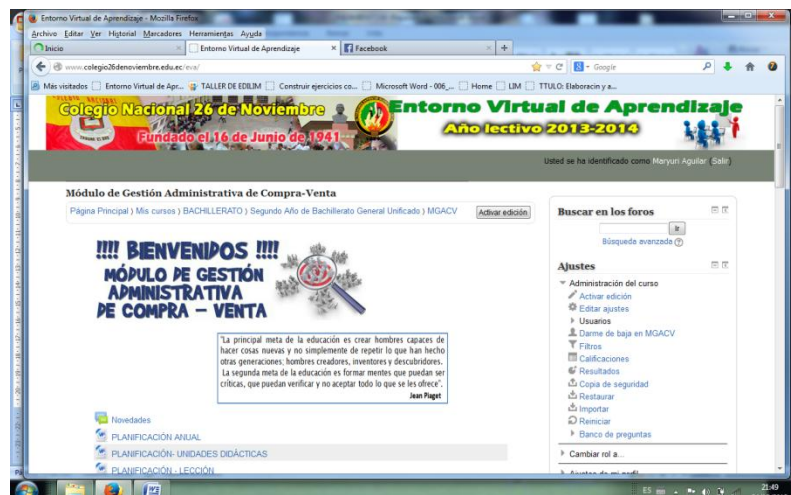 Entorno Virtual de Aprendizaje - Mozilla Firefox
Archivo Editar Ver Historial Marcadores Herramientas Ayuda
Inicio
Entorno Virtual de Aprendizaje
Facebook
www.colegio26denoviembre.edu.ec/eva/
Google
Más visitados
Entorno Virtual de Apr...
TALLER DE EDILIM
Construir ejercicios co...
Microsoft Word - 006_...
Home
LIM
TTULO: Elaboracin y a...
Colegio Nacional 26 de Noviembre
Fundado el 16 de Junio de 1941
Entorno Virtual de Aprendizaje
Año lectivo 2013-2014
Usted se ha identificado como Maryuri Aguilar (Salir)
Módulo de Gestión Administrativa de Compra-Venta
Página Principal ) Mis cursos ) BACHILLERATO ) Segundo Año de Bachillerato General Unificado ) MGACV
Activar edición
!!!! BIENVENIDOS !!!!
MÓDULO DE GESTIÓN
ADMINISTRATIVA
DE COMPRA – VENTA
"La principal meta de la educación es crear hombres capaces de
hacer cosas nuevas y no simplemente de repetir lo que han hecho
otras generaciones; hombres creadores, inventores y descubridores.
La segunda meta de la educación es formar mentes que puedan ser
críticas, que puedan verificar y no aceptar todo lo que se les ofrece".
Jean Piaget
Novedades
PLANIFICACIÓN ANUAL
PLANIFICACIÓN- UNIDADES DIDÁCTICAS
PLANIFICACIÓN - LECCIÓN
Buscar en los foros
Ir
Búsqueda avanzada
Ajustes
Administración del curso
Activar edición
Editar ajustes
Usuarios
Darme de baja en MGACV
Filtros
Calificaciones
Resultados
Copia de seguridad
Restaurar
Importar
Reiniciar
Banco de preguntas
Cambiar rol a...
Ajustes de mi perfil
ES
21:49